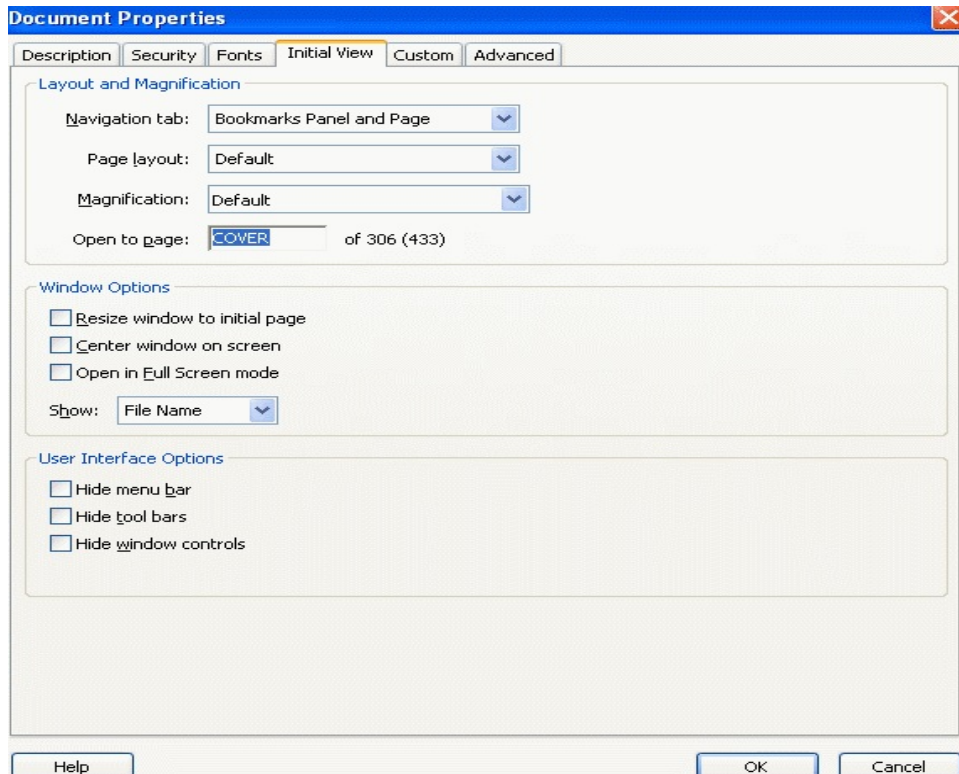 Document Properties
Description Security Fonts Initial View Custom Advanced
Layout and Magnification
Navigation tab: Bookmarks Panel and Page
Page layout: Default
Magnification: Default
Open to page: COVER of 306 (433)
Window Options
Resize window to initial page
Center window on screen
Open in Full Screen mode
Show: File Name
User Interface Options
Hide menu bar
Hide tool bars
Hide window controls
Help OK Cancel